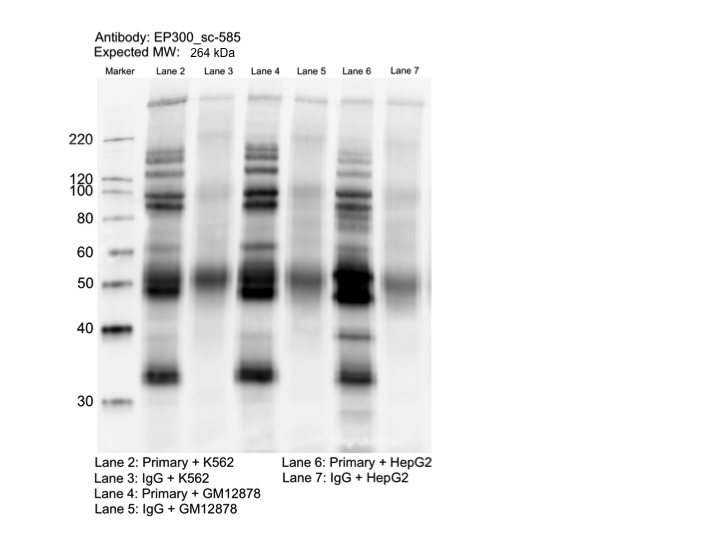 Antibody: EP300_sc-585
Expected MW: 264 kDa
Marker Lane 2 Lane 3 Lane 4 Lane 5 Lane 6 Lane 7
220
120
100
80
60
50
40
30
Lane 2: Primary + K562
Lane 3: IgG + K562
Lane 4: Primary + GM12878
Lane 5: IgG + GM12878
Lane 6: Primary + HepG2
Lane 7: IgG + HepG2